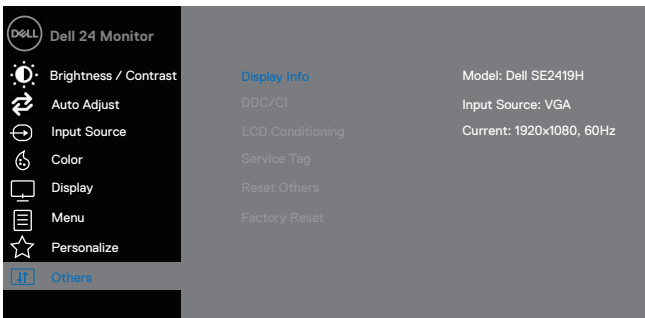 DELL Dell 24 Monitor
Brightness / Contrast
Auto Adjust
Input Source
Color
Display
Menu
Personalize
Others
Display Info
DDC/CI
LCD Conditioning
Service Tag
Reset Others
Factory Reset
Model: Dell SE2419H
Input Source: VGA
Current: 1920x1080, 60Hz